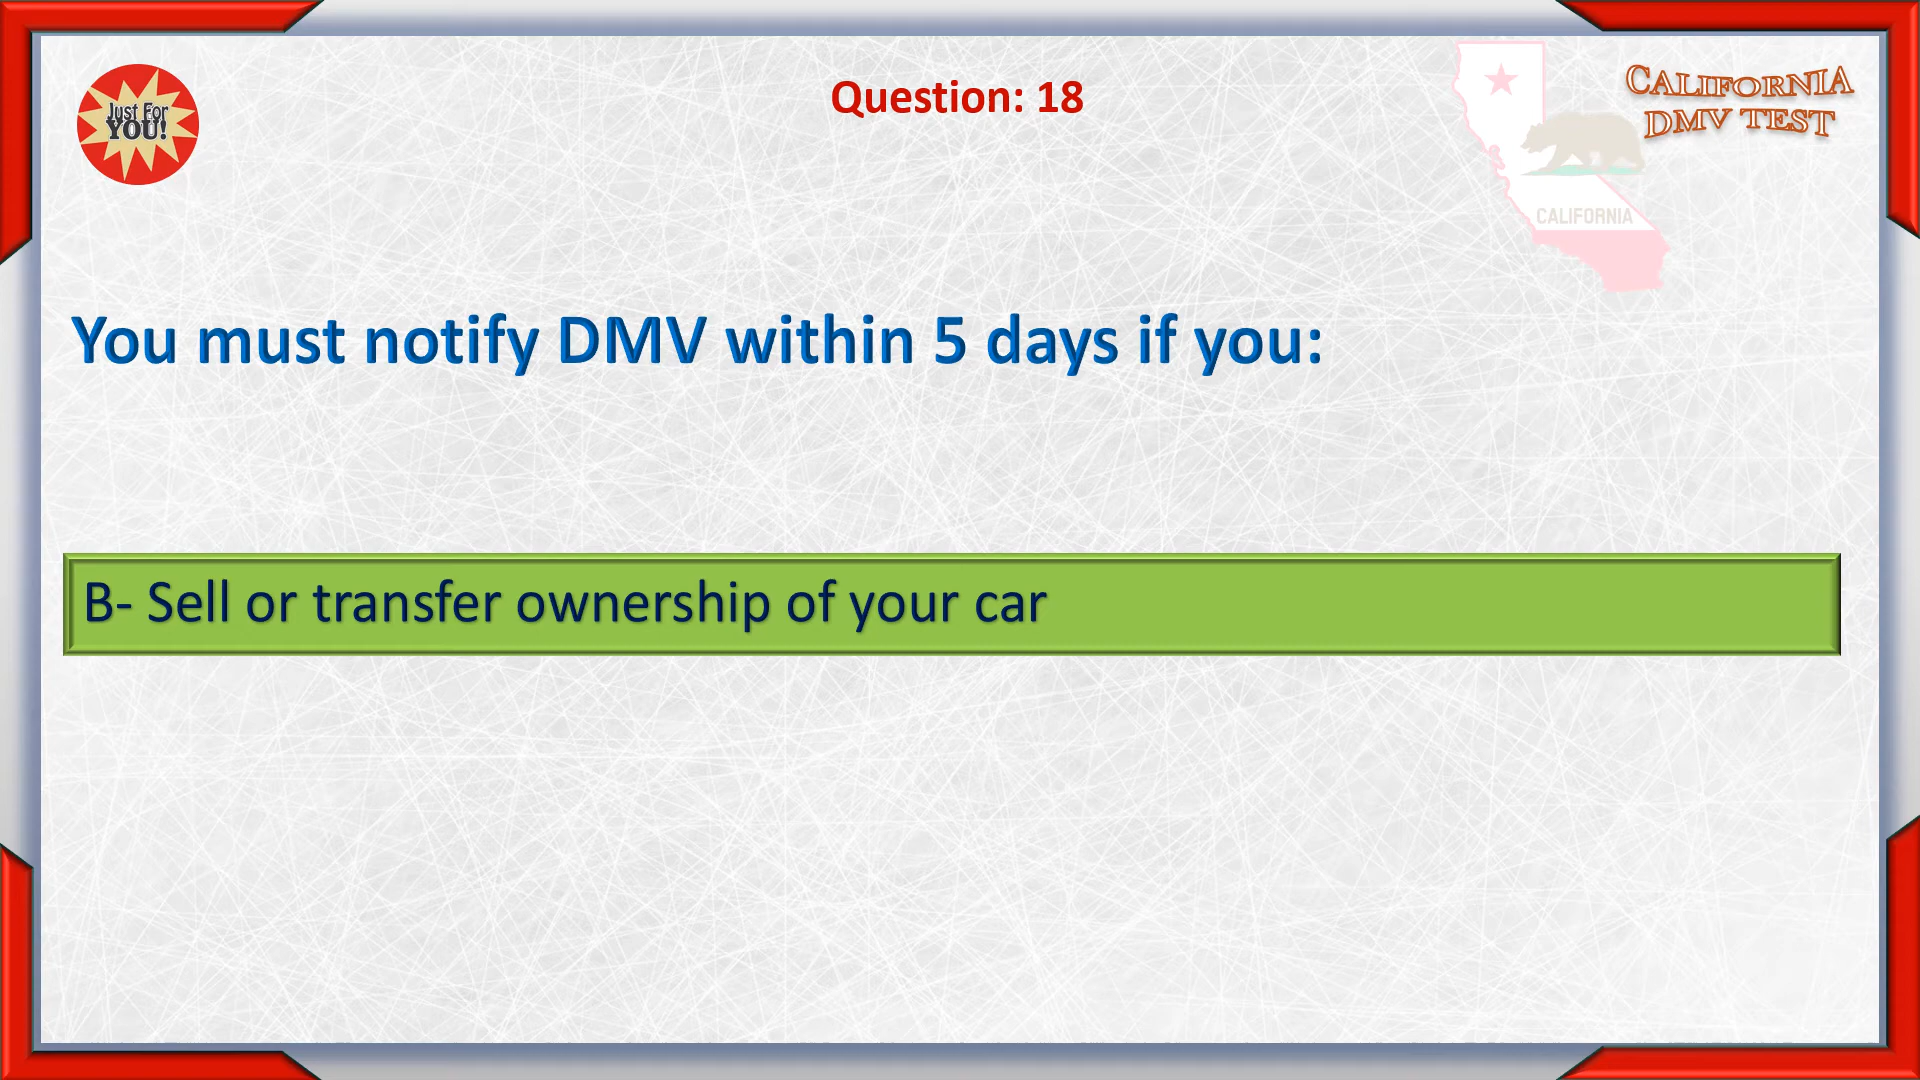 Just For
YOU!
Question: 18
CALIFORNIA
DMV TEST
CALIFORNIA
You must notify DMV within 5 days if you:
B- Sell or transfer ownership of your car